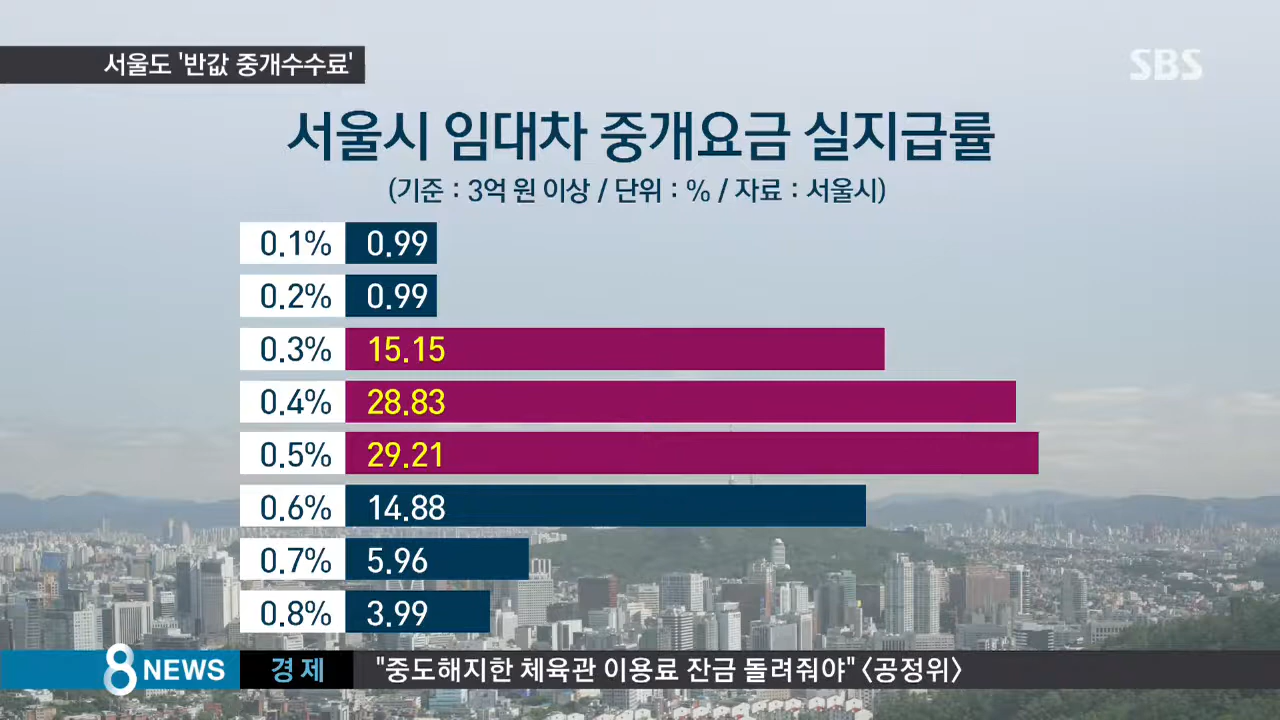 서울도 '반값 중개수수료'
SBS
서울시 임대차 중개요금 실지급률
(기준 : 3억 원 이상 / 단위 : % / 자료 : 서울시)
0.1% 0.99
0.2% 0.99
0.3% 15.15
0.4% 28.83
0.5% 29.21
0.6% 14.88
0.7% 5.96
0.8% 3.99
8 NEWS 경제 "중도해지한 체육관 이용료 잔금 돌려줘야" 〈공정위〉